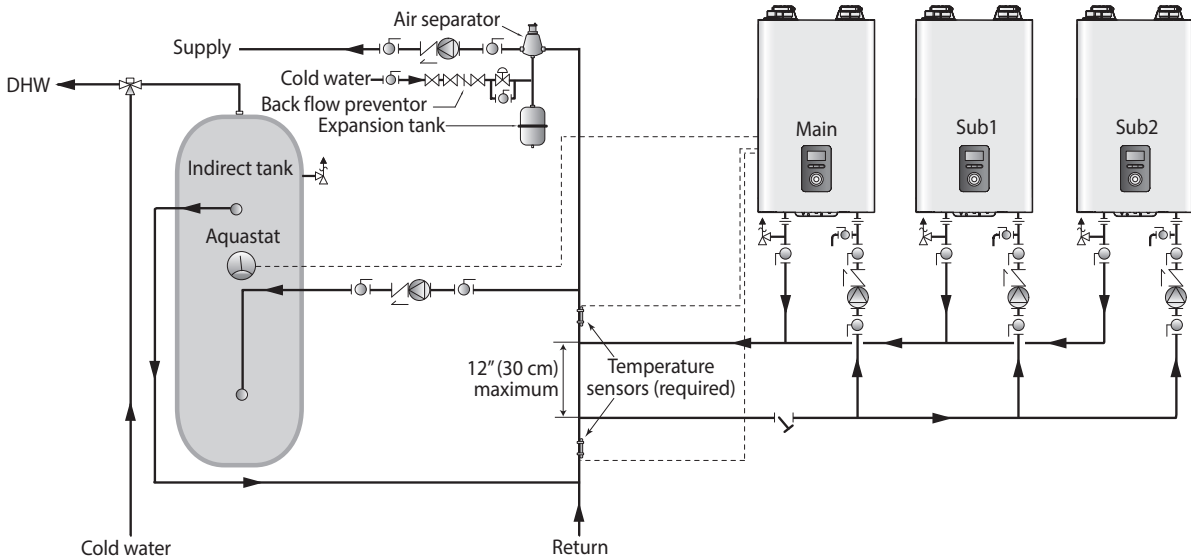 Air separator
Supply
DHW
Cold water
Back flow preventor
Expansion tank
Main
Sub1
Sub2
Indirect tank
Aquastat
12” (30 cm)
maximum
Temperature
sensors (required)
Cold water
Return